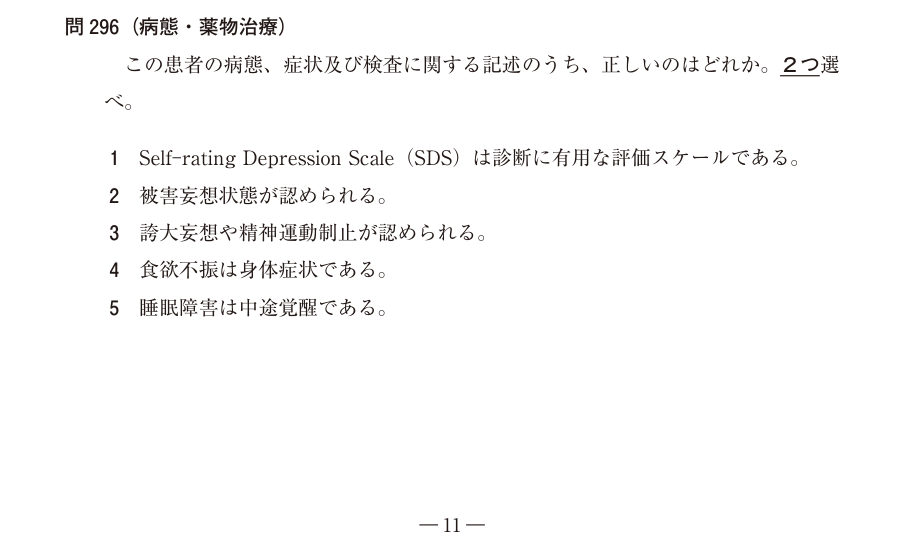 問 296（病態・薬物治療）
この患者の病態、症状及び検査に関する記述のうち、正しいのはどれか。２つ選
べ。
1 Self-rating Depression Scale（SDS）は診断に有用な評価スケールである。
2 被害妄想状態が認められる。
3 誇大妄想や精神運動制止が認められる。
4 食欲不振は身体症状である。
5 睡眠障害は中途覚醒である。
— 11 —